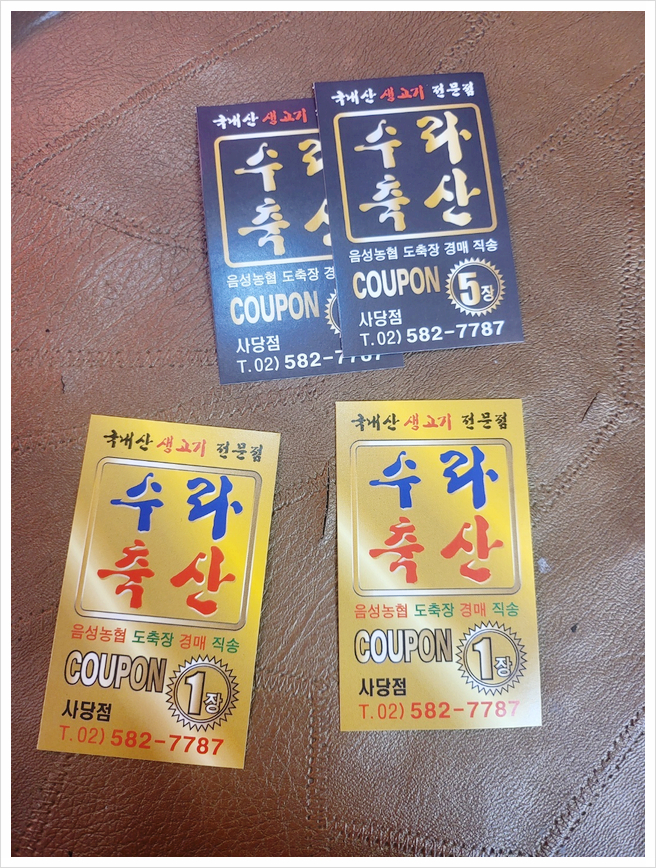 국내산 생고기
수 라
축 산
음성농협 도축장 경
COUPON
사당점
T.02) 582-7787
국내산 생고기 전문점
수 라
축 산
음성농협 도축장 경매 직송
COUPON 5장
사당점
T.02) 582-7787
국내산 생고기 전문점
수 라
축 산
음성농협 도축장 경매 직송
COUPON 1장
사당점
T.02) 582-7787
국내산 생고기 전문점
수 라
축 산
음성농협 도축장 경매 직송
COUPON 1장
사당점
T.02) 582-7787